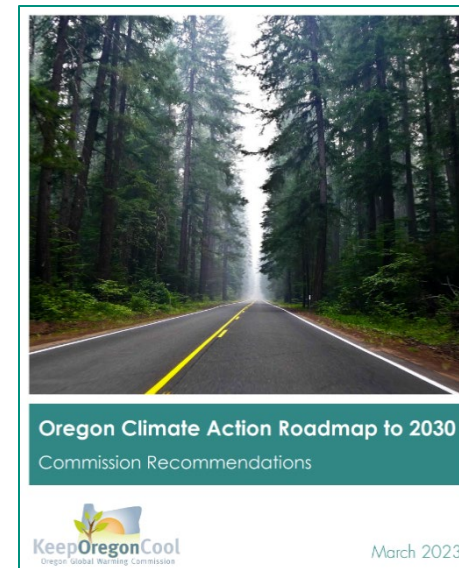 Oregon Climate Action Roadmap to 2030
Commission Recommendations
KeepOregonCool
Oregon Global Warming Commission
March 2023